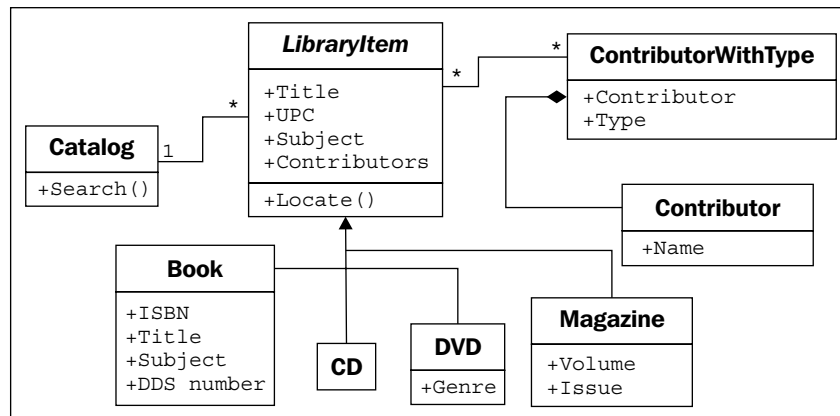 LibraryItem
+Title
+UPC
+Subject
+Contributors
+Locate()
*
*
ContributorWithType
+Contributor
+Type
Catalog
+Search()
1
*
Contributor
+Name
Book
+ISBN
+Title
+Subject
+DDS number
CD
DVD
+Genre
Magazine
+Volume
+Issue